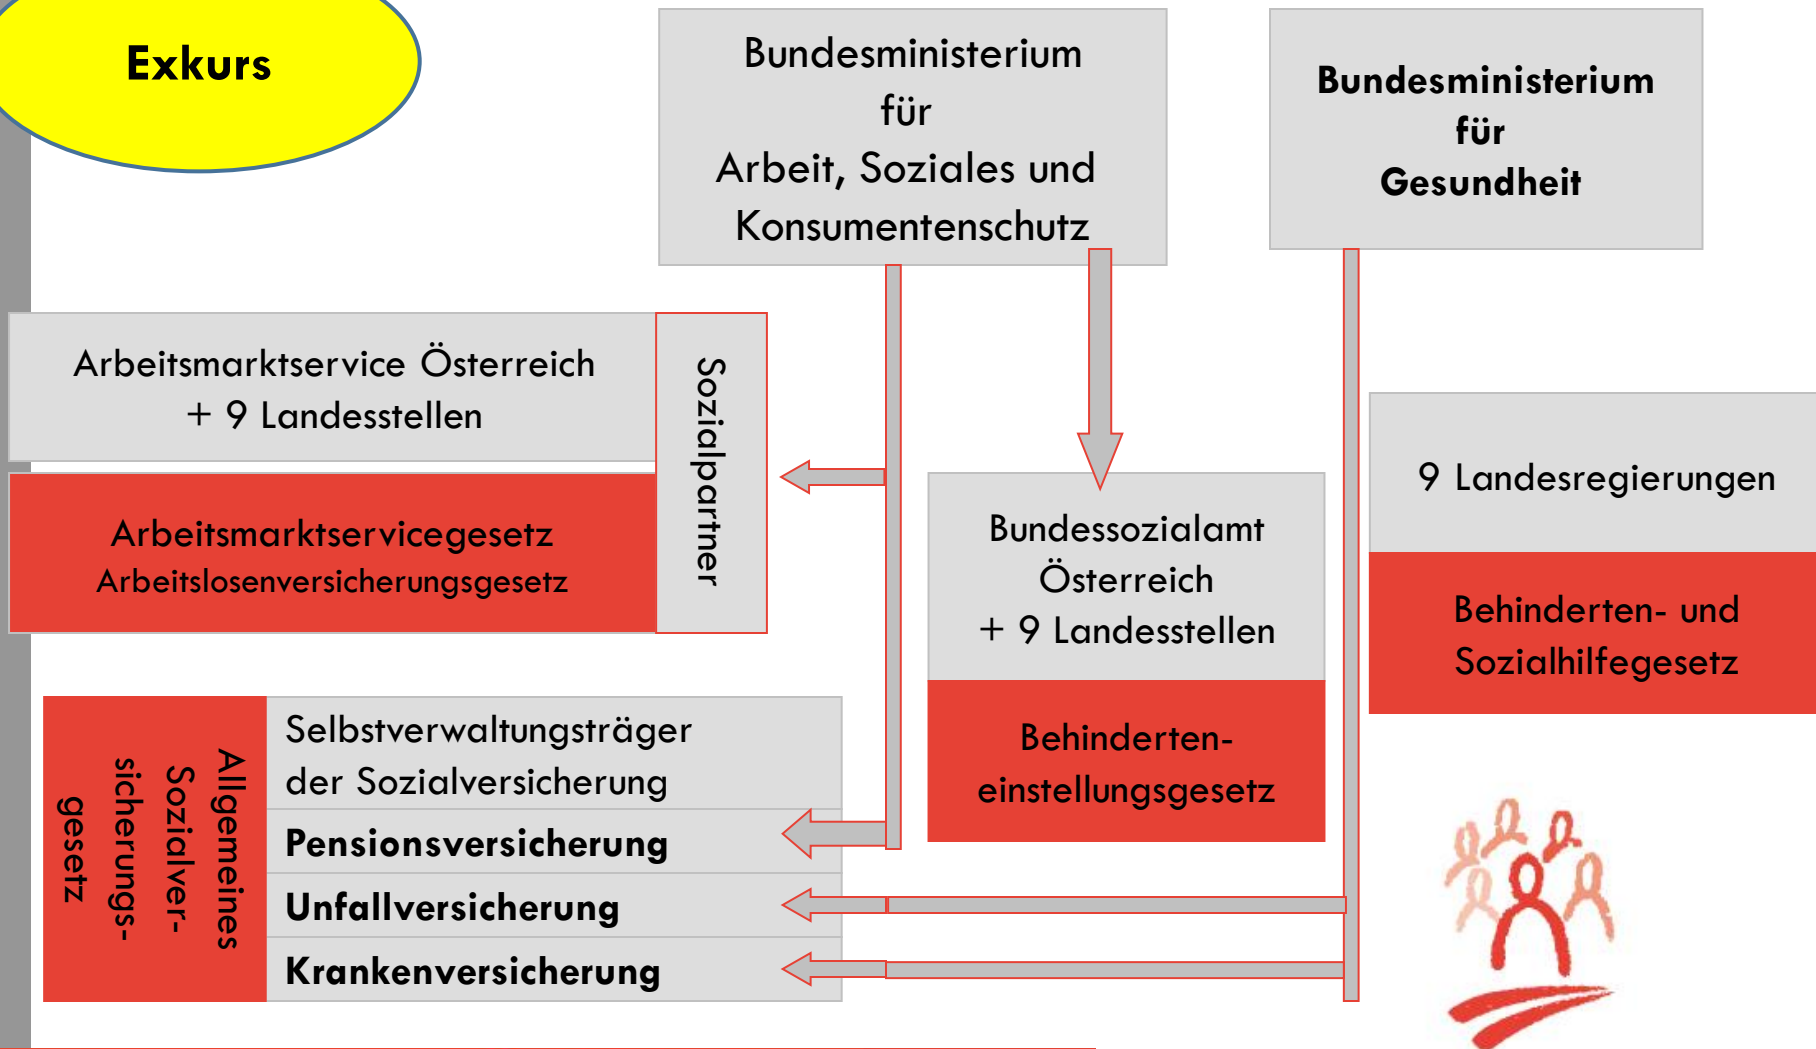 Exkurs
Bundesministerium
für
Arbeit, Soziales und
Konsumentenschutz
Bundesministerium
für
Gesundheit
Arbeitsmarktservice Österreich
+ 9 Landesstellen
Arbeitsmarktservicegesetz
Arbeitslosenversicherungsgesetz
Sozialpartner
Bundessozialamt
Österreich
+ 9 Landesstellen
Behinderten-
einstellungsgesetz
9 Landesregierungen
Behinderten- und
Sozialhilfegesetz
Allgemeines
Sozialver-
sicherungs-
gesetz
Selbstverwaltungsträger
der Sozialversicherung
Pensionsversicherung
Unfallversicherung
Krankenversicherung